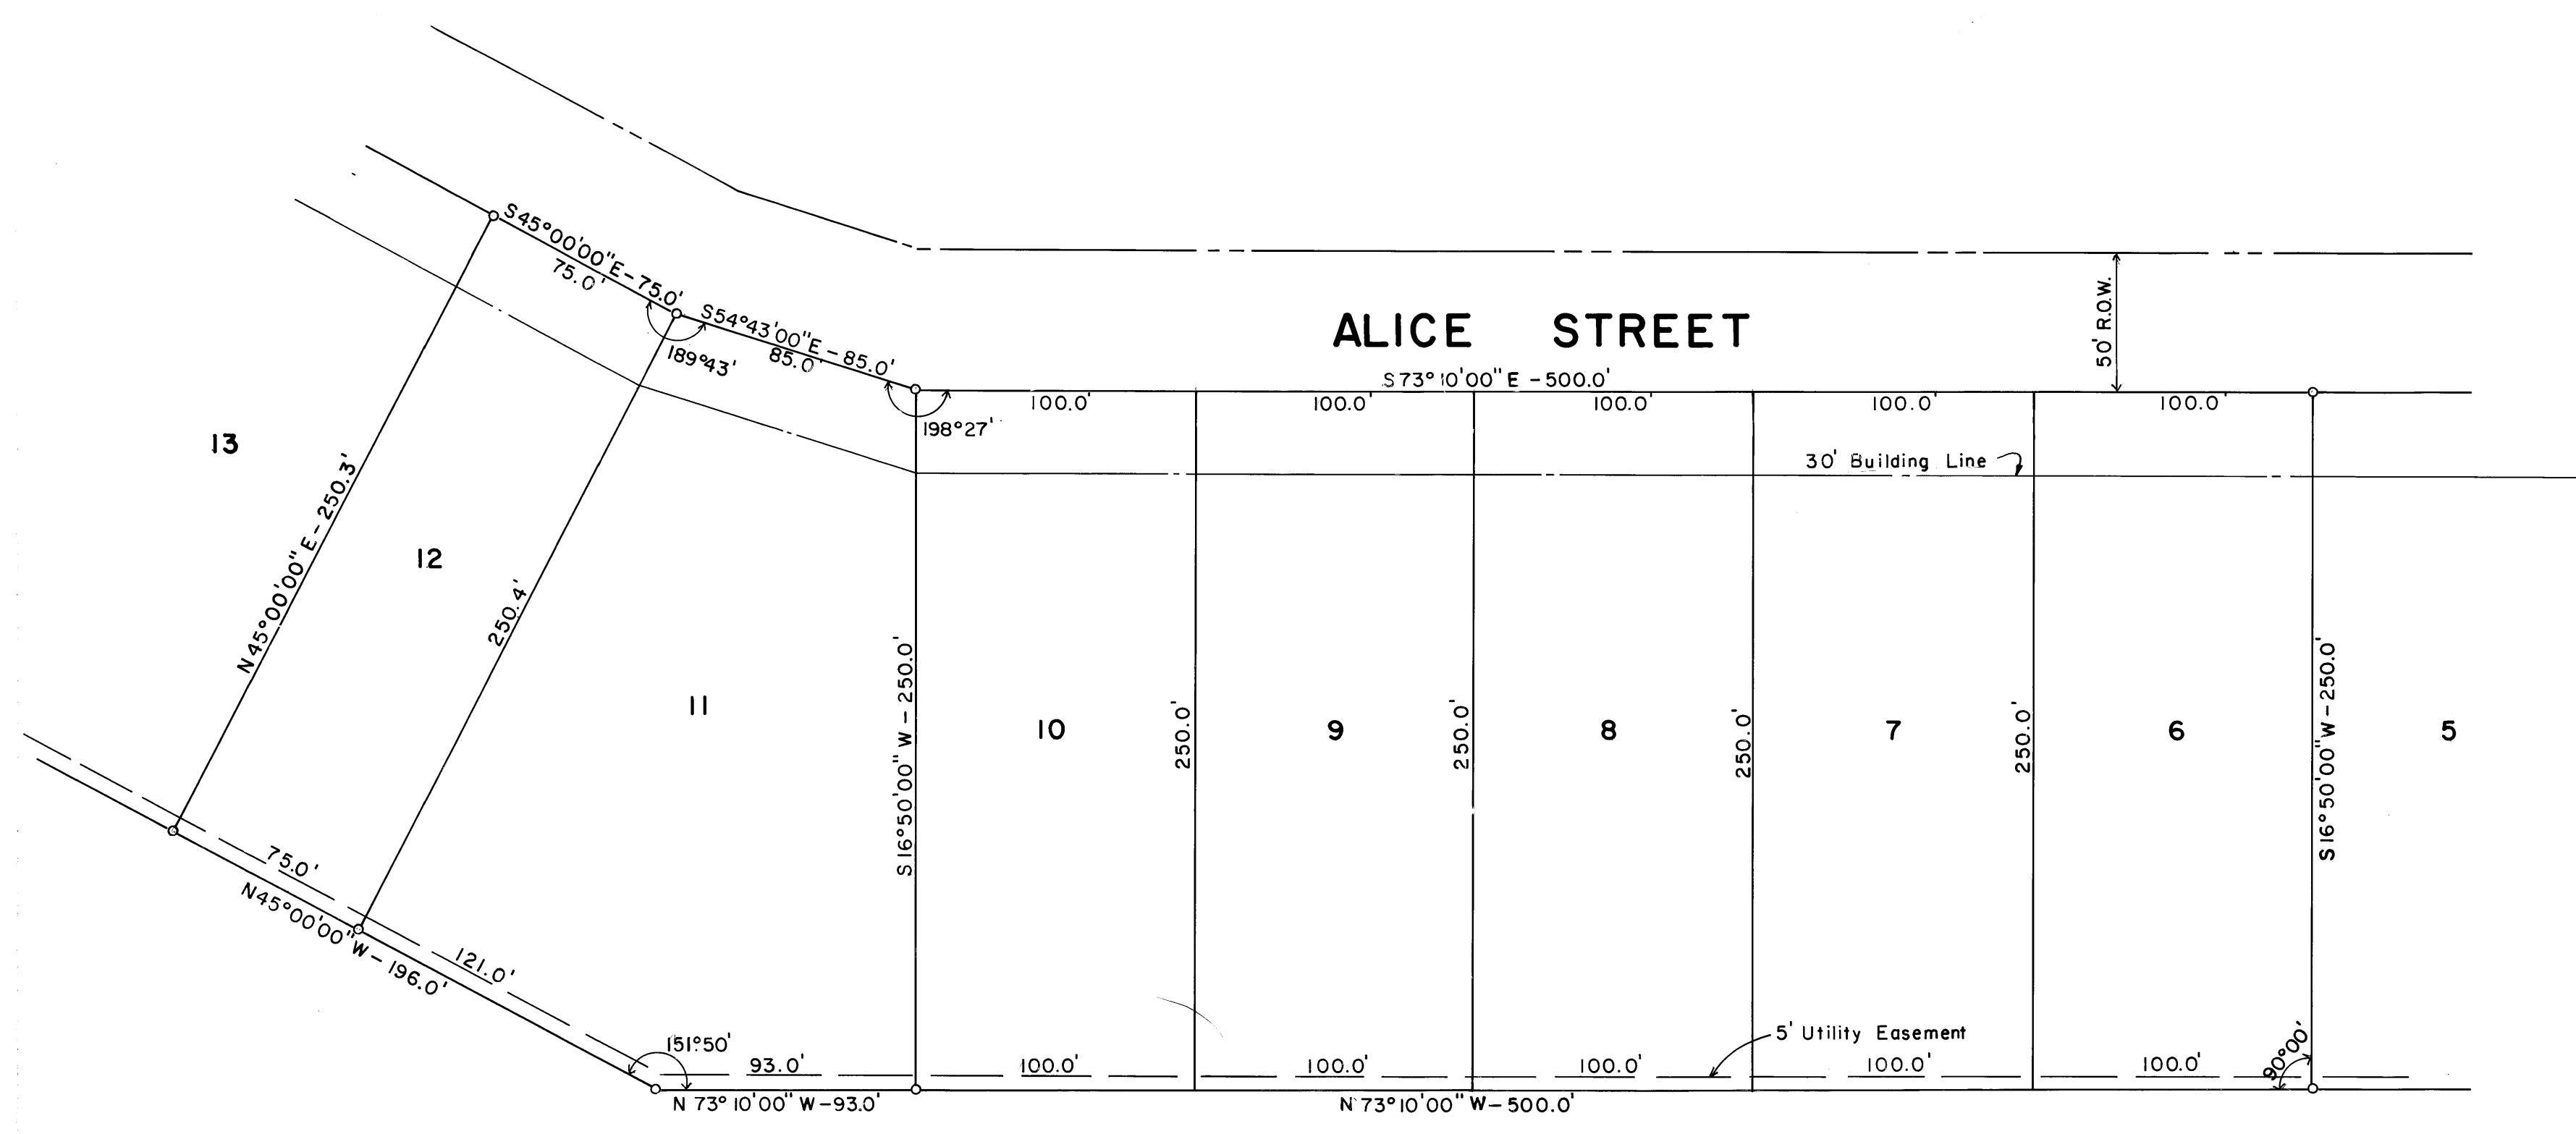 S45°00'00"E-75.0'
75.0'
S54°43'00"E-85.0'
85.0'
189°43'
198°27'
ALICE STREET
50' R.O.W.
S73°10'00"E-500.0'
100.0'
100.0'
100.0'
100.0'
100.0'
30' Building Line
13
N45°00'00"E-250.3'
12
250.4'
11
S16°50'00"W-250.0'
10
250.0'
9
250.0'
8
250.0'
7
250.0'
6
S16°50'00"W-250.0'
5
75.0'
N45°00'00"W-196.0'
121.0'
151°50'
93.0'
100.0'
100.0'
100.0'
5' Utility Easement
100.0'
100.0'
90°00'
N73°10'00"W-93.0'
N73°10'00"W-500.0'